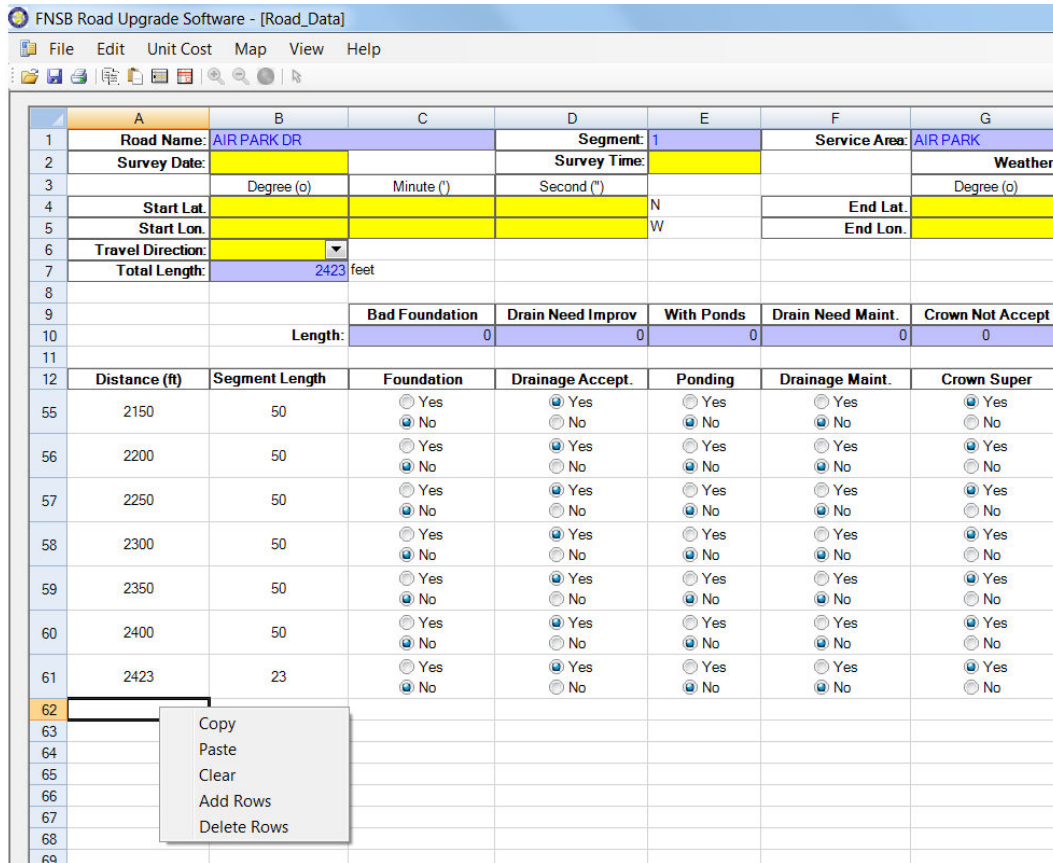 FNSB Road Upgrade Software - [Road_Data]
File Edit Unit Cost Map View Help
A B C D E F G
1 Road Name: AIR PARK DR Segment: 1 Service Area: AIR PARK
2 Survey Date: Survey Time: Weather
3 Degree (o) Minute (') Second (") Degree (o)
4 Start Lat. N End Lat.
5 Start Lon. W End Lon.
6 Travel Direction:
7 Total Length: 2423 feet
8
9 Bad Foundation Drain Need Improv With Ponds Drain Need Maint. Crown Not Accept
10 Length: 0 0 0 0 0
11
12 Distance (ft) Segment Length Foundation Drainage Accept. Ponding Drainage Maint. Crown Super
Yes Yes Yes Yes Yes
55 2150 50
No No No No No
Yes Yes Yes Yes Yes
56 2200 50
No No No No No
Yes Yes Yes Yes Yes
57 2250 50
No No No No No
Yes Yes Yes Yes Yes
58 2300 50
No No No No No
Yes Yes Yes Yes Yes
59 2350 50
No No No No No
Yes Yes Yes Yes Yes
60 2400 50
No No No No No
Yes Yes Yes Yes Yes
61 2423 23
No No No No No
62
63 Copy
64 Paste
65 Clear
66 Add Rows
67 Delete Rows
68
69